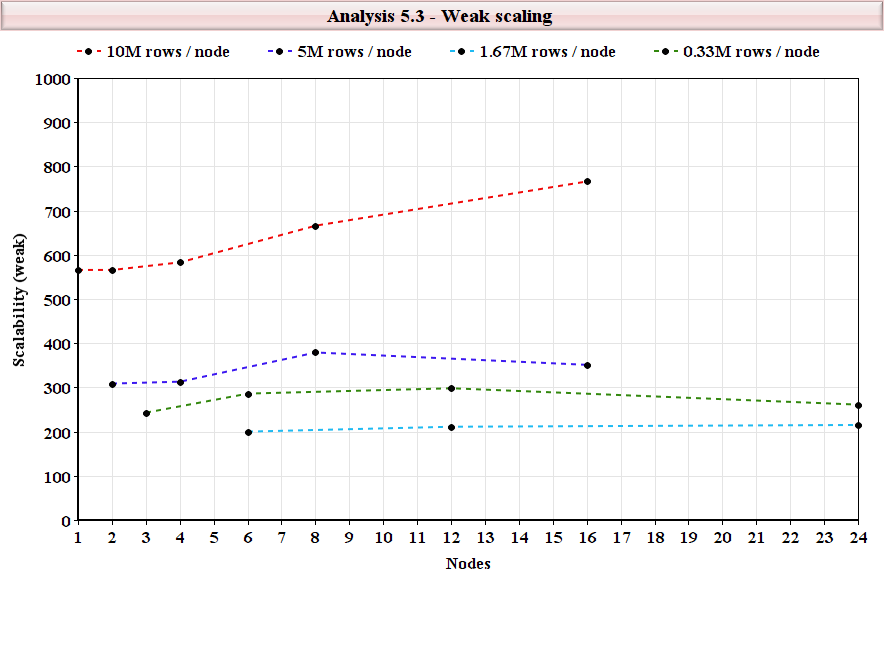 Analysis 5.3 - Weak scaling
10M rows / node 5M rows / node 1.67M rows / node 0.33M rows / node
1000
900
800
700
600
500
400
300
200
100
0
Scalability (weak)
1 2 3 4 5 6 7 8 9 10 11 12 13 14 15 16 17 18 19 20 21 22 23 24
Nodes